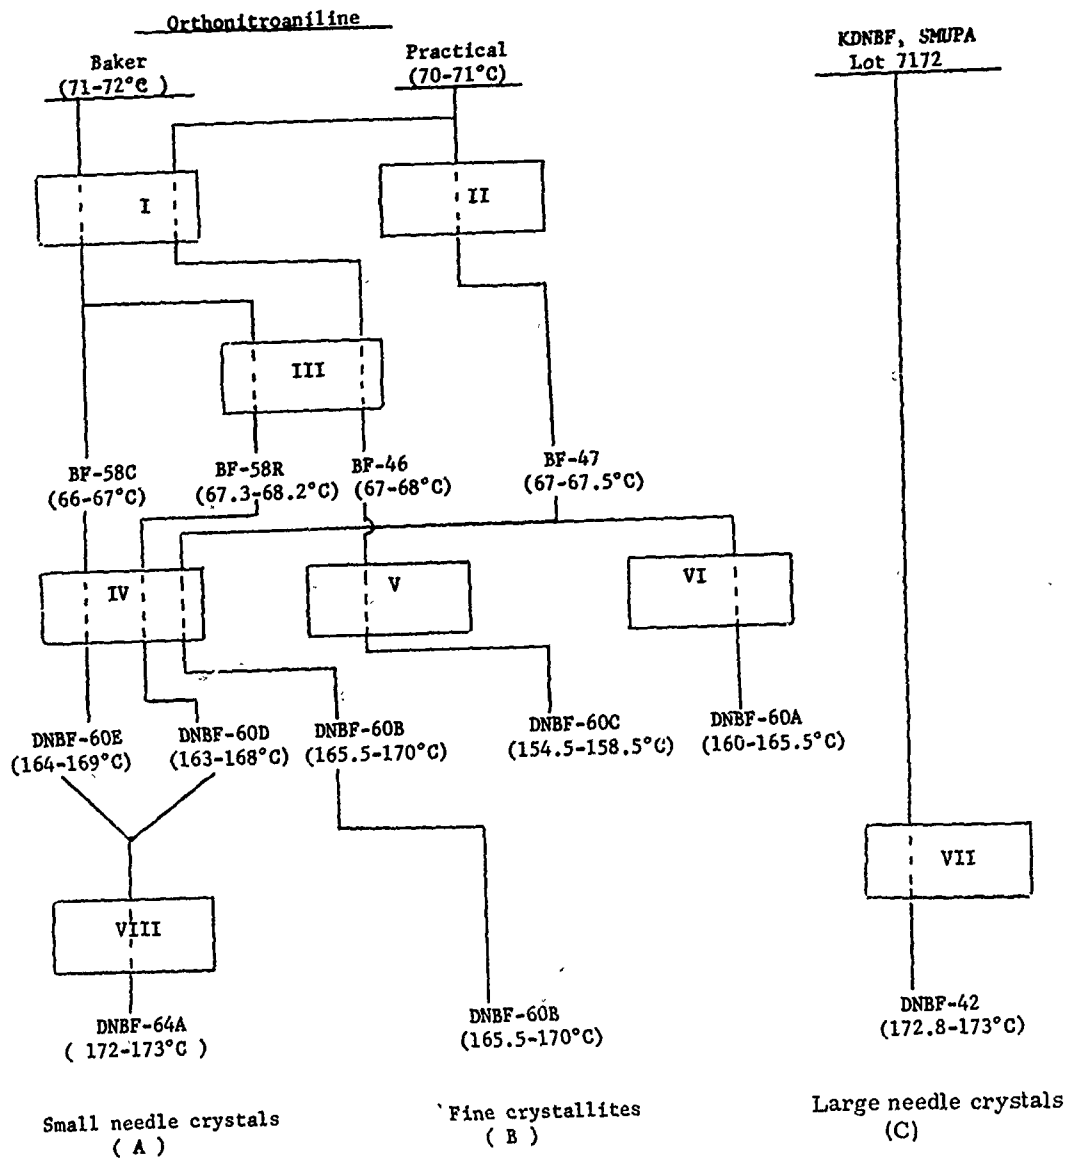 Orthonitroaniline
Baker
(71-72°C )
Practical
(70-71°C)
KDNBF, SMUPA
Lot 7172
I
II
III
BF-58C
(66-67°C)
BF-58R
(67.3-68.2°C)
BF-46
(67-68°C)
BF-47
(67-67.5°C)
IV
V
VI
DNBF-60E
(164-169°C)
DNBF-60D
(163-168°C)
DNBF-60B
(165.5-170°C)
DNBF-60C
(154.5-158.5°C)
DNBF-60A
(160-165.5°C)
VII
VIII
DNBF-64A
( 172-173°C )
DNBF-60B
(165.5-170°C)
DNBF-42
(172.8-173°C)
Small needle crystals
( A )
Fine crystallites
( B )
Large needle crystals
(C)